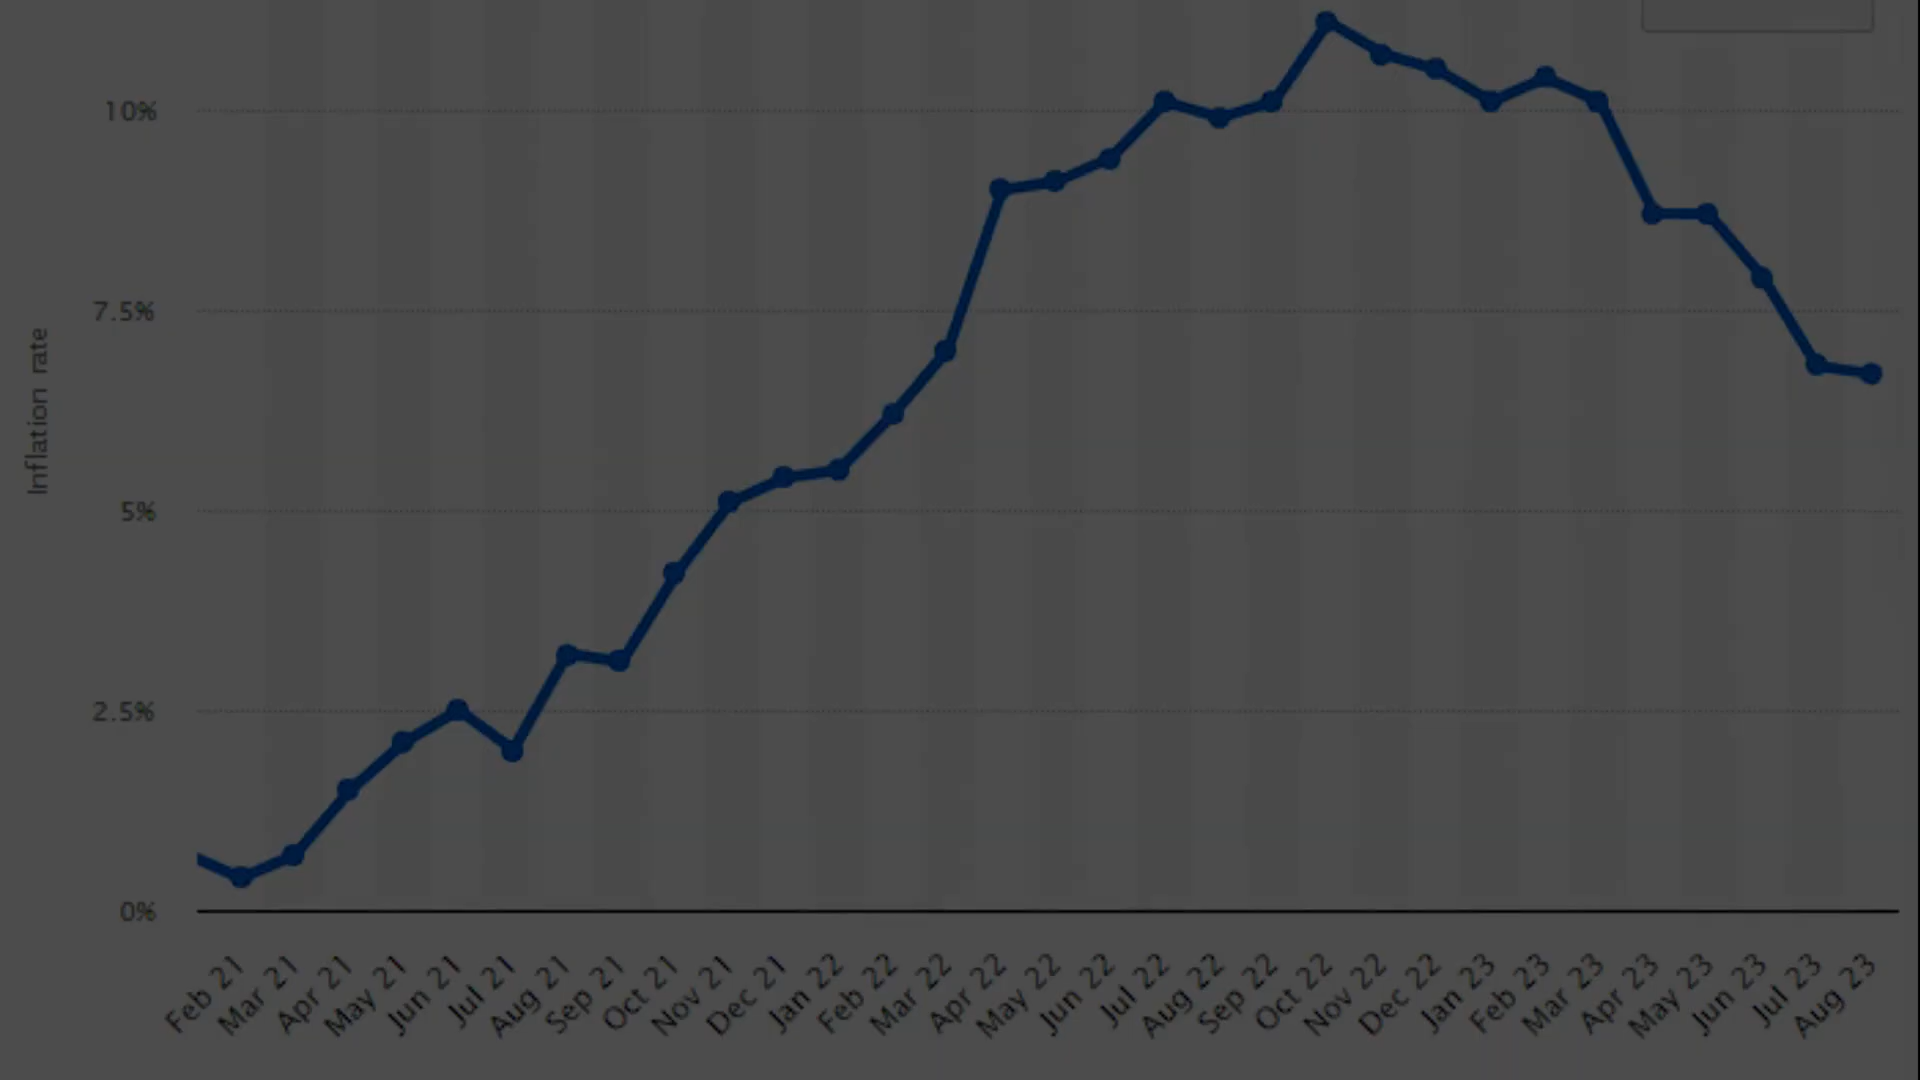 10%
7.5%
5%
2.5%
0%
Inflation rate
Feb 21
Mar 21
Apr 21
May 21
Jun 21
Jul 21
Aug 21
Sep 21
Oct 21
Nov 21
Dec 21
Jan 22
Feb 22
Mar 22
Apr 22
May 22
Jun 22
Jul 22
Aug 22
Sep 22
Oct 22
Nov 22
Dec 22
Jan 23
Feb 23
Mar 23
Apr 23
May 23
Jun 23
Jul 23
Aug 23